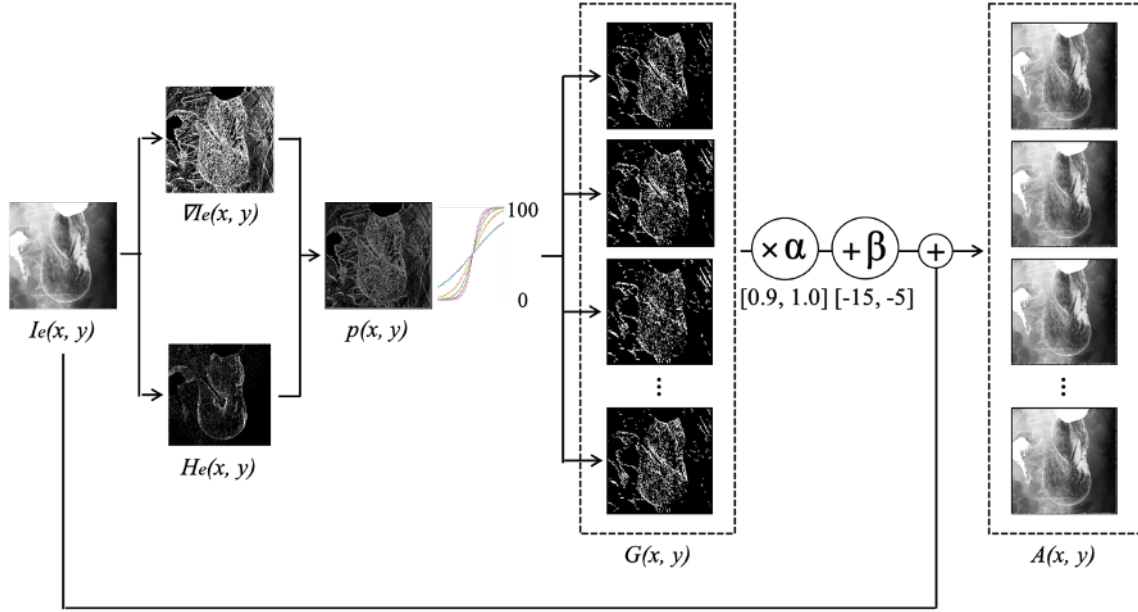 ∇Ie(x, y)
100
0
Ie(x, y)
p(x, y)
He(x, y)
×α
+β
+
[0.9, 1.0] [-15, -5]
⋮
⋮
G(x, y)
A(x, y)